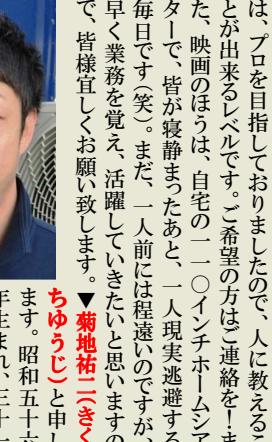 は、プロを目指しておりましたので、人に教えるこ
とが出来るレベルです。ご希望の方はご連絡を！ま
た、映画のほうは、自宅の一一〇インチホームシア
ターで、皆が寝静まったあと、一人現実逃避する
毎日です（笑）。まだ、一人前には程遠いのですが
早く業務を覚え、活躍していきたいと思いますの
で、皆様宜しくお願い致します。▼菊地祐二（きく
ちゆうじ）と申し
ます。昭和五十六
年生まれ、三十一